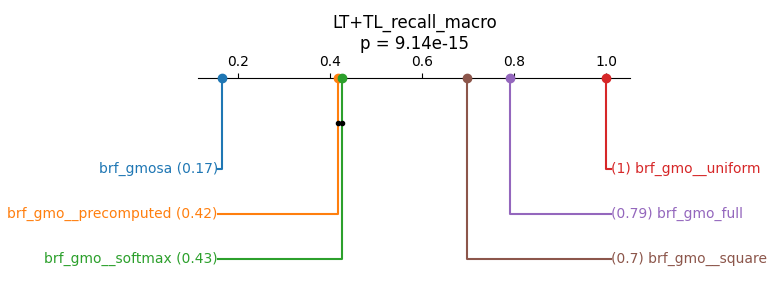 LT+TL_recall_macro
p = 9.14e-15
0.2 0.4 0.6 0.8 1.0
brf_gmosa (0.17) (1) brf_gmo__uniform
brf_gmo__precomputed (0.42) (0.79) brf_gmo_full
brf_gmo__softmax (0.43) (0.7) brf_gmo__square